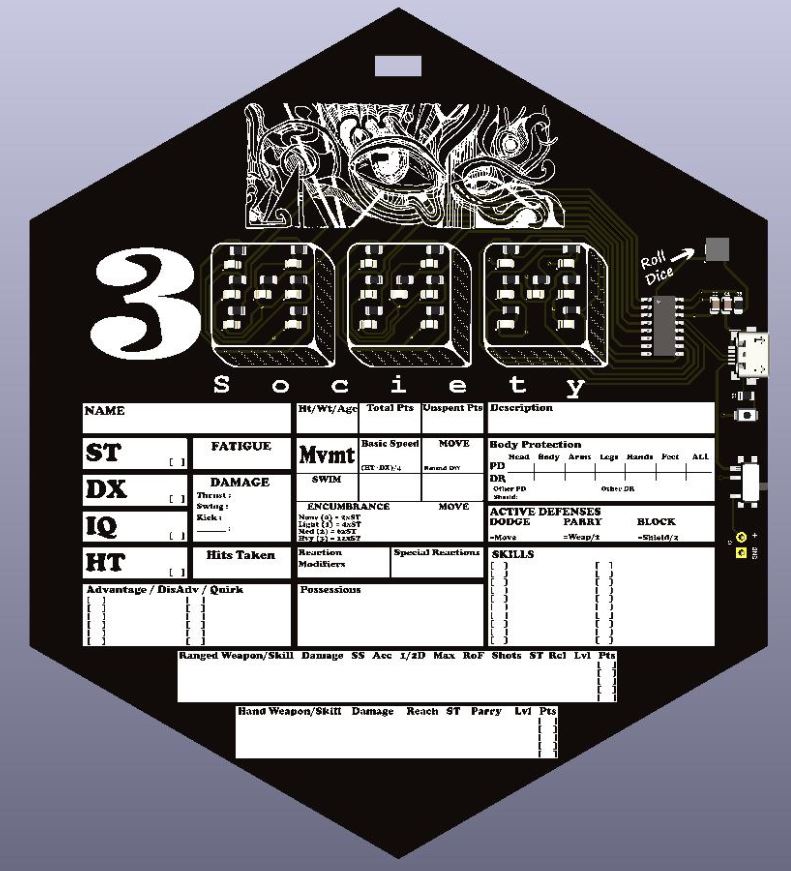 3
Roll
Dice
Society
NAME
Ht/Wt/Age Total Pts Unspent Pts Description
ST [ ]
FATIGUE
Mvmt
Basic Speed
MOVE
Body Protection
Head Body Arms Legs Hands Feet ALL
PD
DR
Other PD Other DR
Shield:
DX [ ]
DAMAGE
Thrust :
Swing :
Kick :
SWIM
ENCUMBRANCE MOVE
None (0) = 2xST
Light (1) = 4xST
Med (2) = 6xST
Hvy (3) = 12xST
IQ [ ]
ACTIVE DEFENSES
DODGE PARRY BLOCK
=Move =Weap/2 =Shield/2
HT [ ]
Hits Taken
Reaction
Modifiers
Special Reactions
SKILLS
Advantage / DisAdv / Quirk
Possessions
Ranged Weapon/Skill Damage SS Acc 1/2D Max RoF Shots ST Rcl Lvl Pts
Hand Weapon/Skill Damage Reach ST Parry Lvl Pts
+
GND